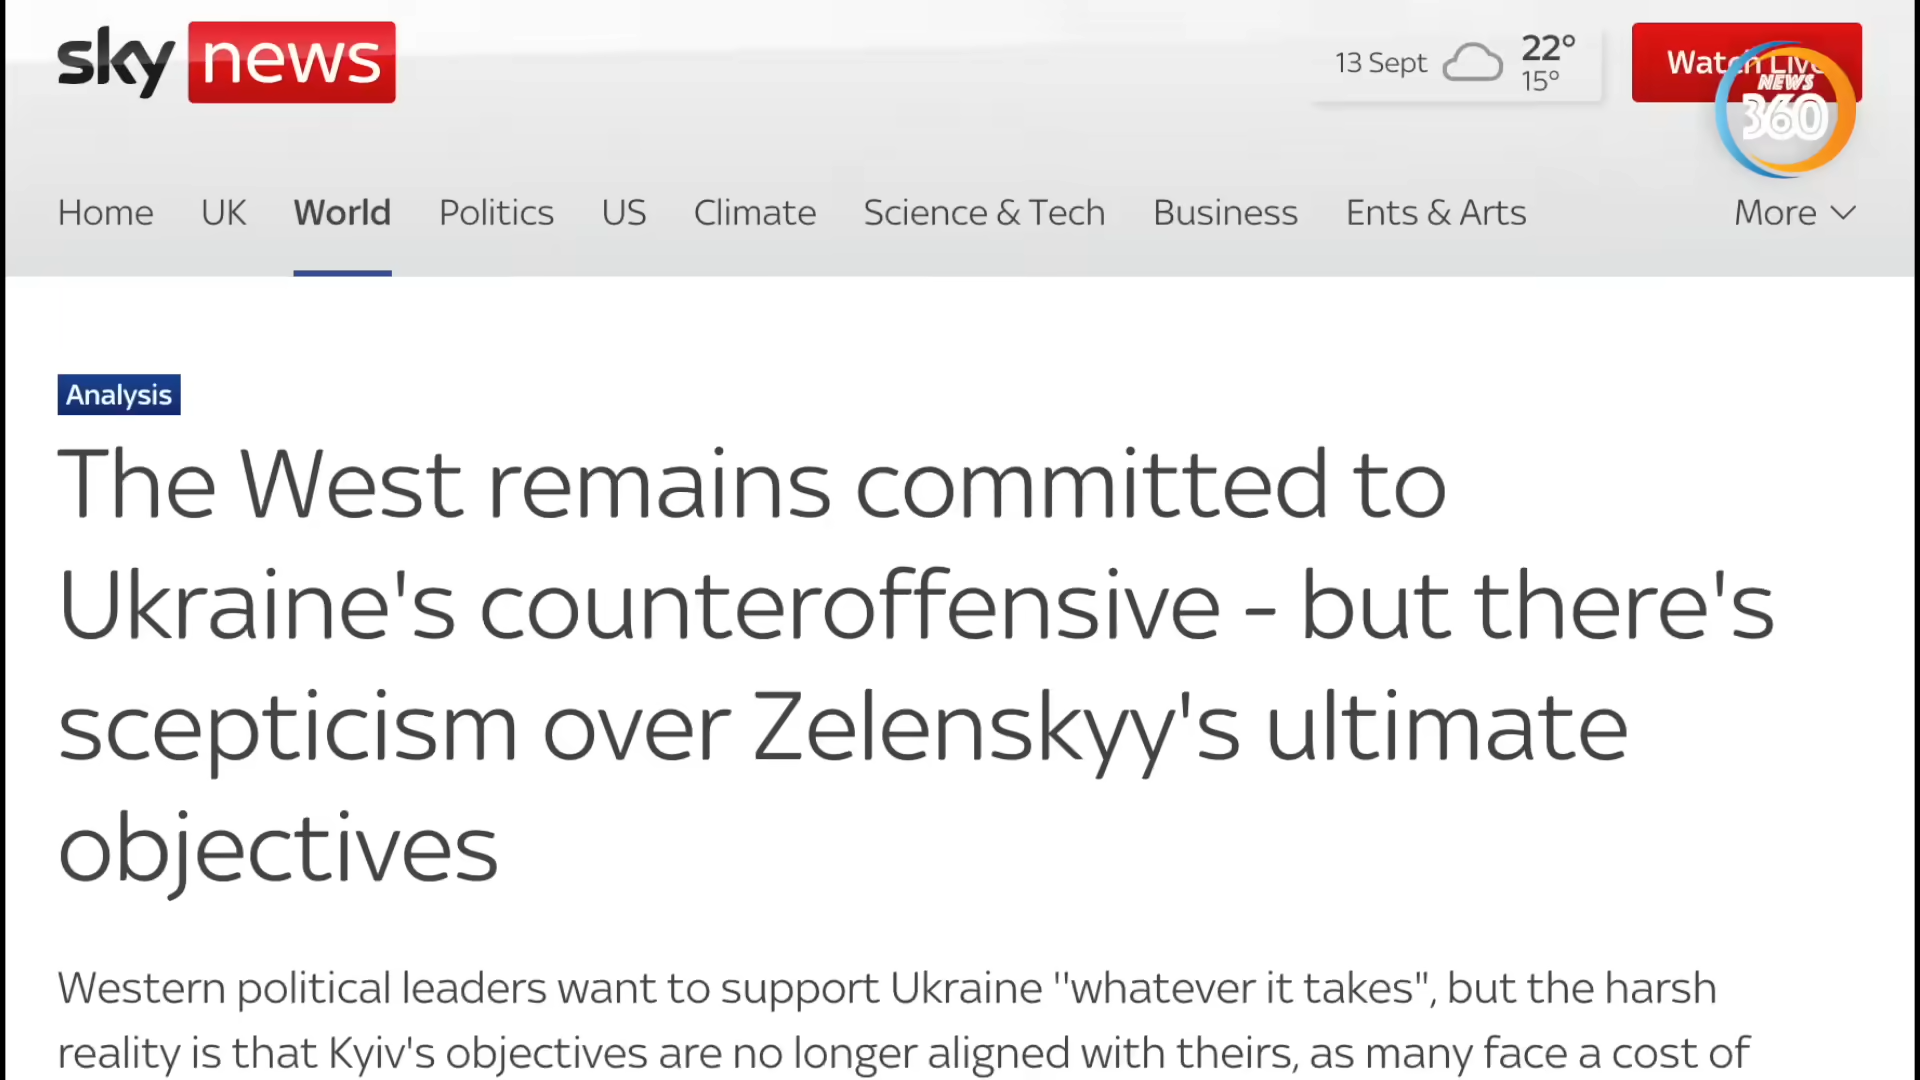 sky news
13 Sept 22°
15°
Watch Live
NEWS
360
Home UK World Politics US Climate Science & Tech Business Ents & Arts More
Analysis
The West remains committed to
Ukraine's counteroffensive - but there's
scepticism over Zelenskyy's ultimate
objectives
Western political leaders want to support Ukraine "whatever it takes", but the harsh
reality is that Kyiv's objectives are no longer aligned with theirs, as many face a cost of